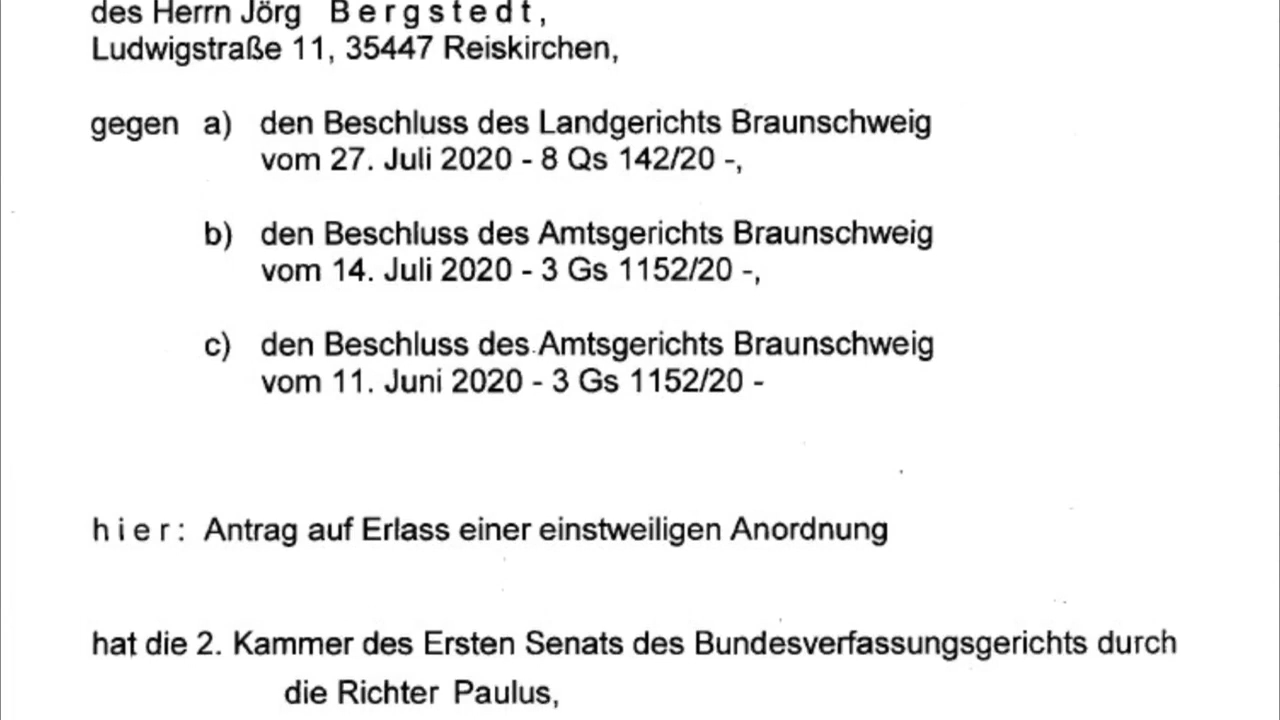 des Herrn Jörg B e r g s t e d t ,
Ludwigstraße 11, 35447 Reiskirchen,
gegen a) den Beschluss des Landgerichts Braunschweig
vom 27. Juli 2020 - 8 Qs 142/20 -,
b) den Beschluss des Amtsgerichts Braunschweig
vom 14. Juli 2020 - 3 Gs 1152/20 -,
c) den Beschluss des Amtsgerichts Braunschweig
vom 11. Juni 2020 - 3 Gs 1152/20 -
h i e r : Antrag auf Erlass einer einstweiligen Anordnung
hat die 2. Kammer des Ersten Senats des Bundesverfassungsgerichts durch
die Richter Paulus,